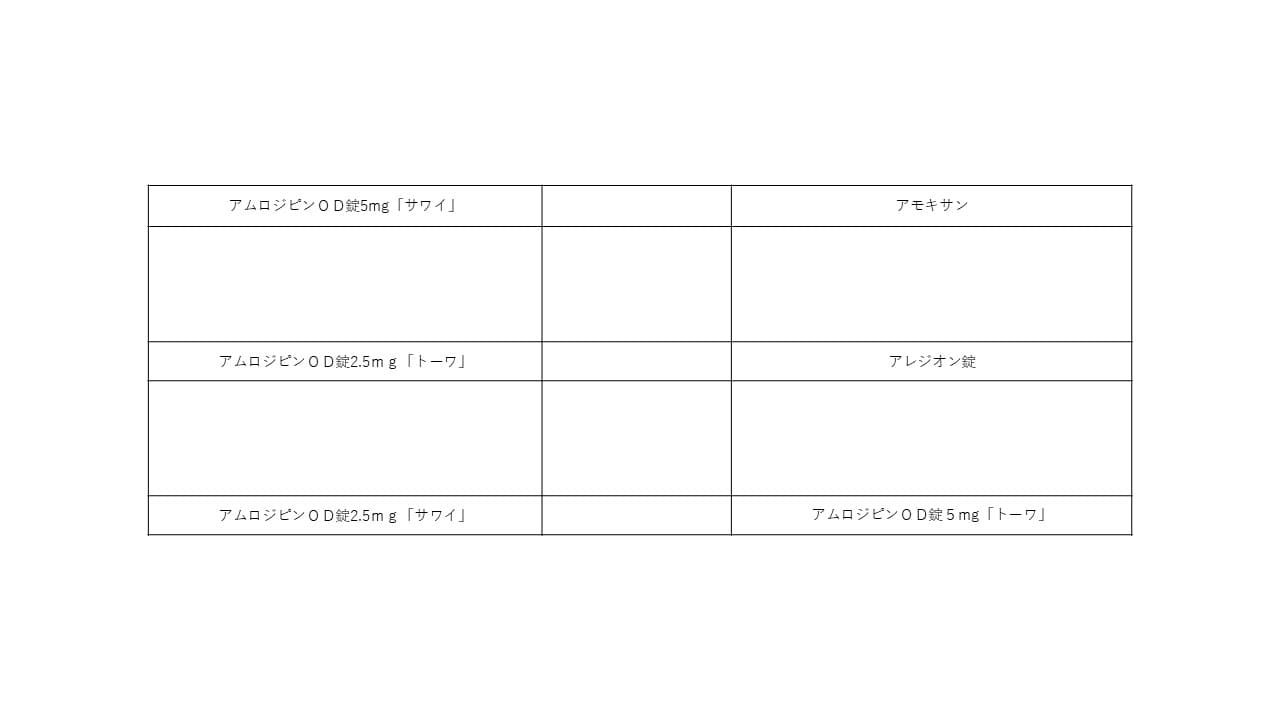 アムロジピンＯＤ錠5mg「サワイ」
アモキサン
アムロジピンＯＤ錠2.5ｍｇ「トーワ」
アレジオン錠
アムロジピンＯＤ錠2.5ｍｇ「サワイ」
アムロジピンＯＤ錠５mg「トーワ」